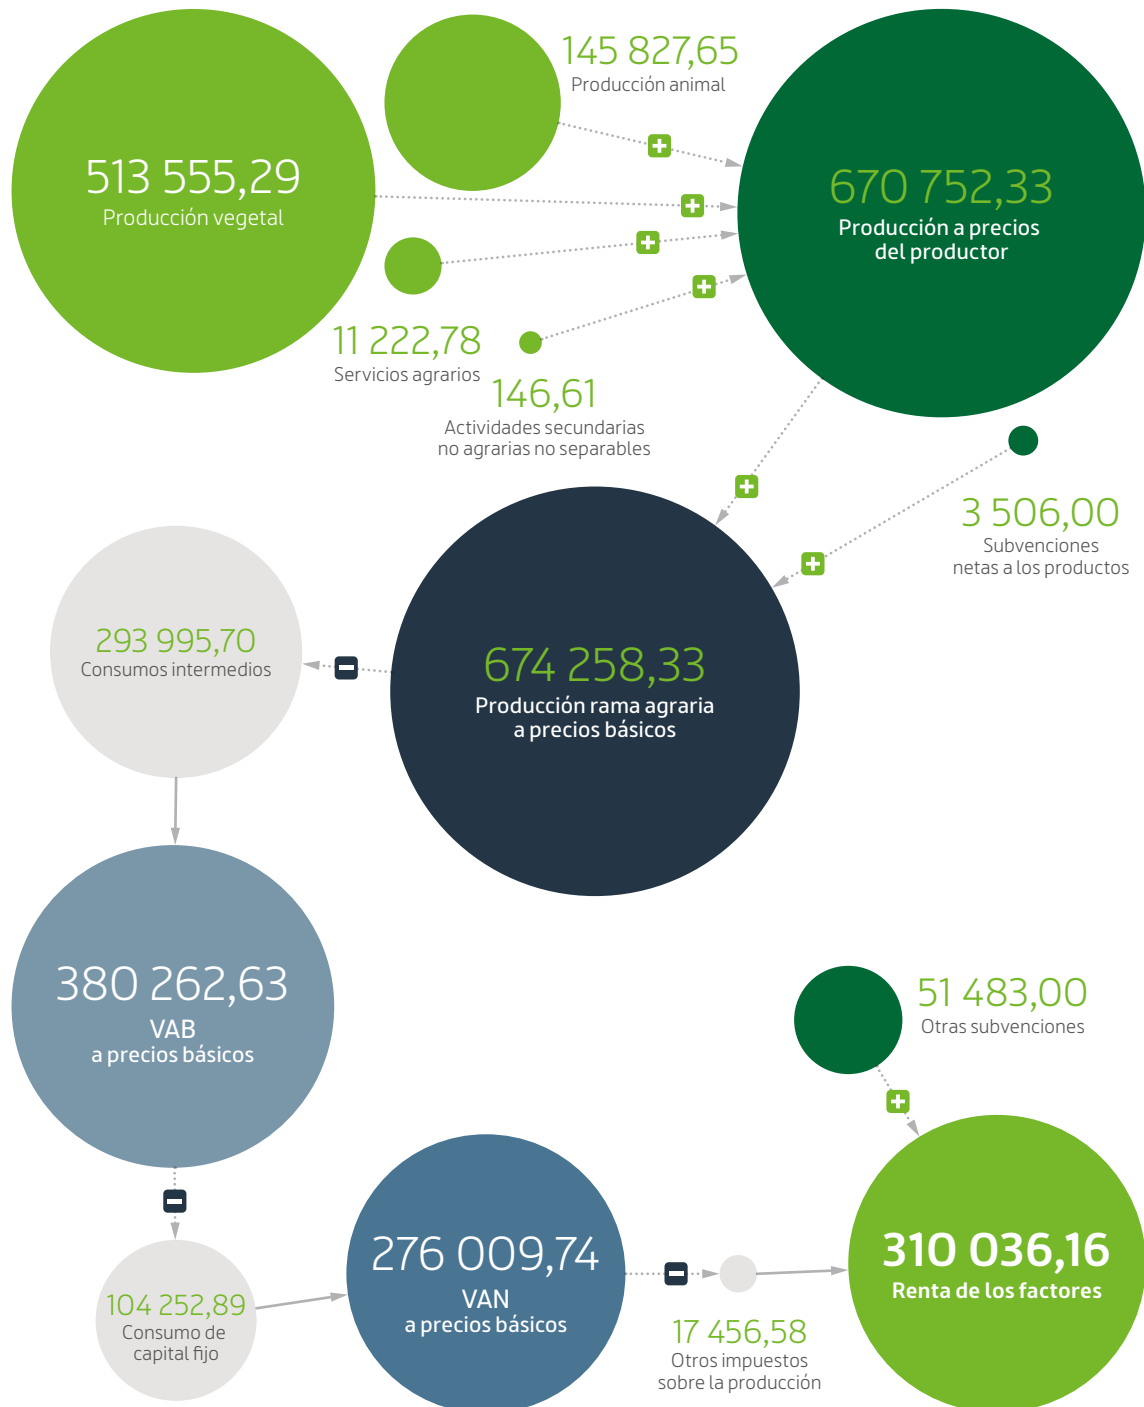 145 827,65
Producción animal
513 555,29
Producción vegetal
670 752,33
Producción a precios
del productor
11 222,78
Servicios agrarios
146,61
Actividades secundarias
no agrarias no separables
3 506,00
Subvenciones
netas a los productos
293 995,70
Consumos intermedios
674 258,33
Producción rama agraria
a precios básicos
380 262,63
VAB
a precios básicos
51 483,00
Otras subvenciones
276 009,74
VAN
a precios básicos
310 036,16
Renta de los factores
104 252,89
Consumo de
capital fijo
17 456,58
Otros impuestos
sobre la producción